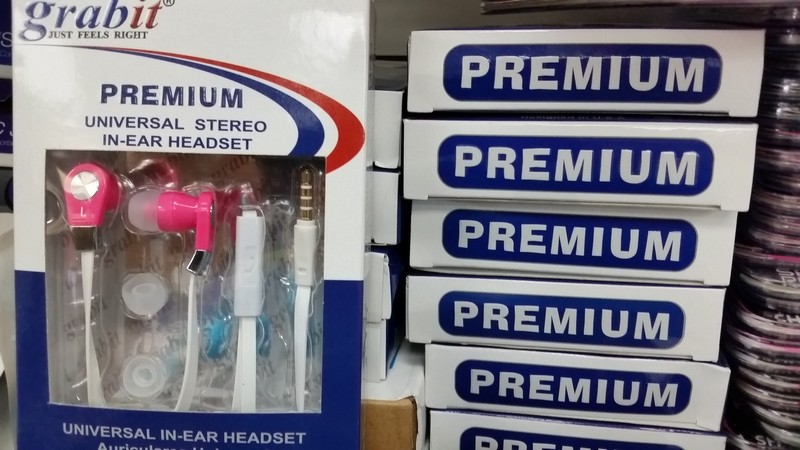 grabit®
JUST FEELS RIGHT
PREMIUM
UNIVERSAL STEREO
IN-EAR HEADSET
UNIVERSAL IN-EAR HEADSET
PREMIUM
PREMIUM
PREMIUM
PREMIUM
PREMIUM
PREMIUM